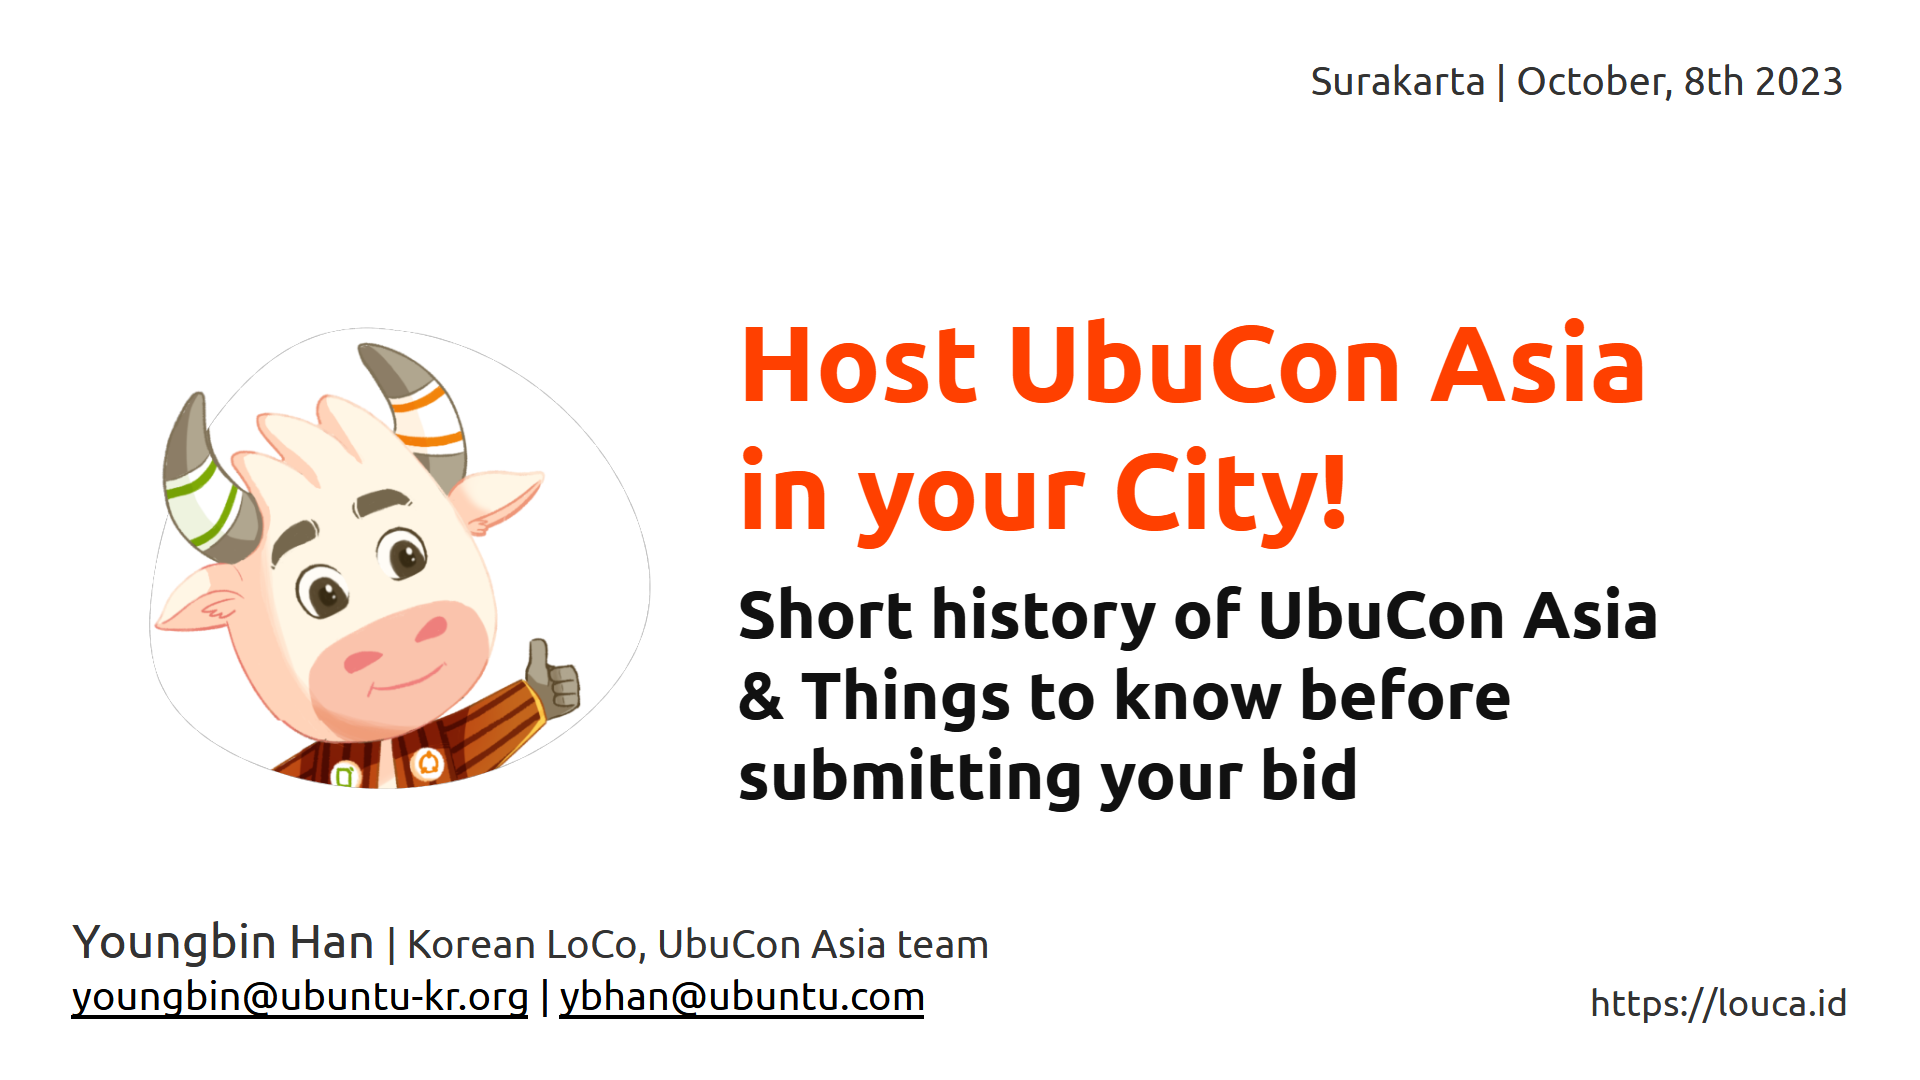 Surakarta | October, 8th 2023
Host UbuCon Asia
in your City!
Short history of UbuCon Asia
& Things to know before
submitting your bid
Youngbin Han | Korean LoCo, UbuCon Asia team
youngbin@ubuntu-kr.org | ybhan@ubuntu.com
https://louca.id